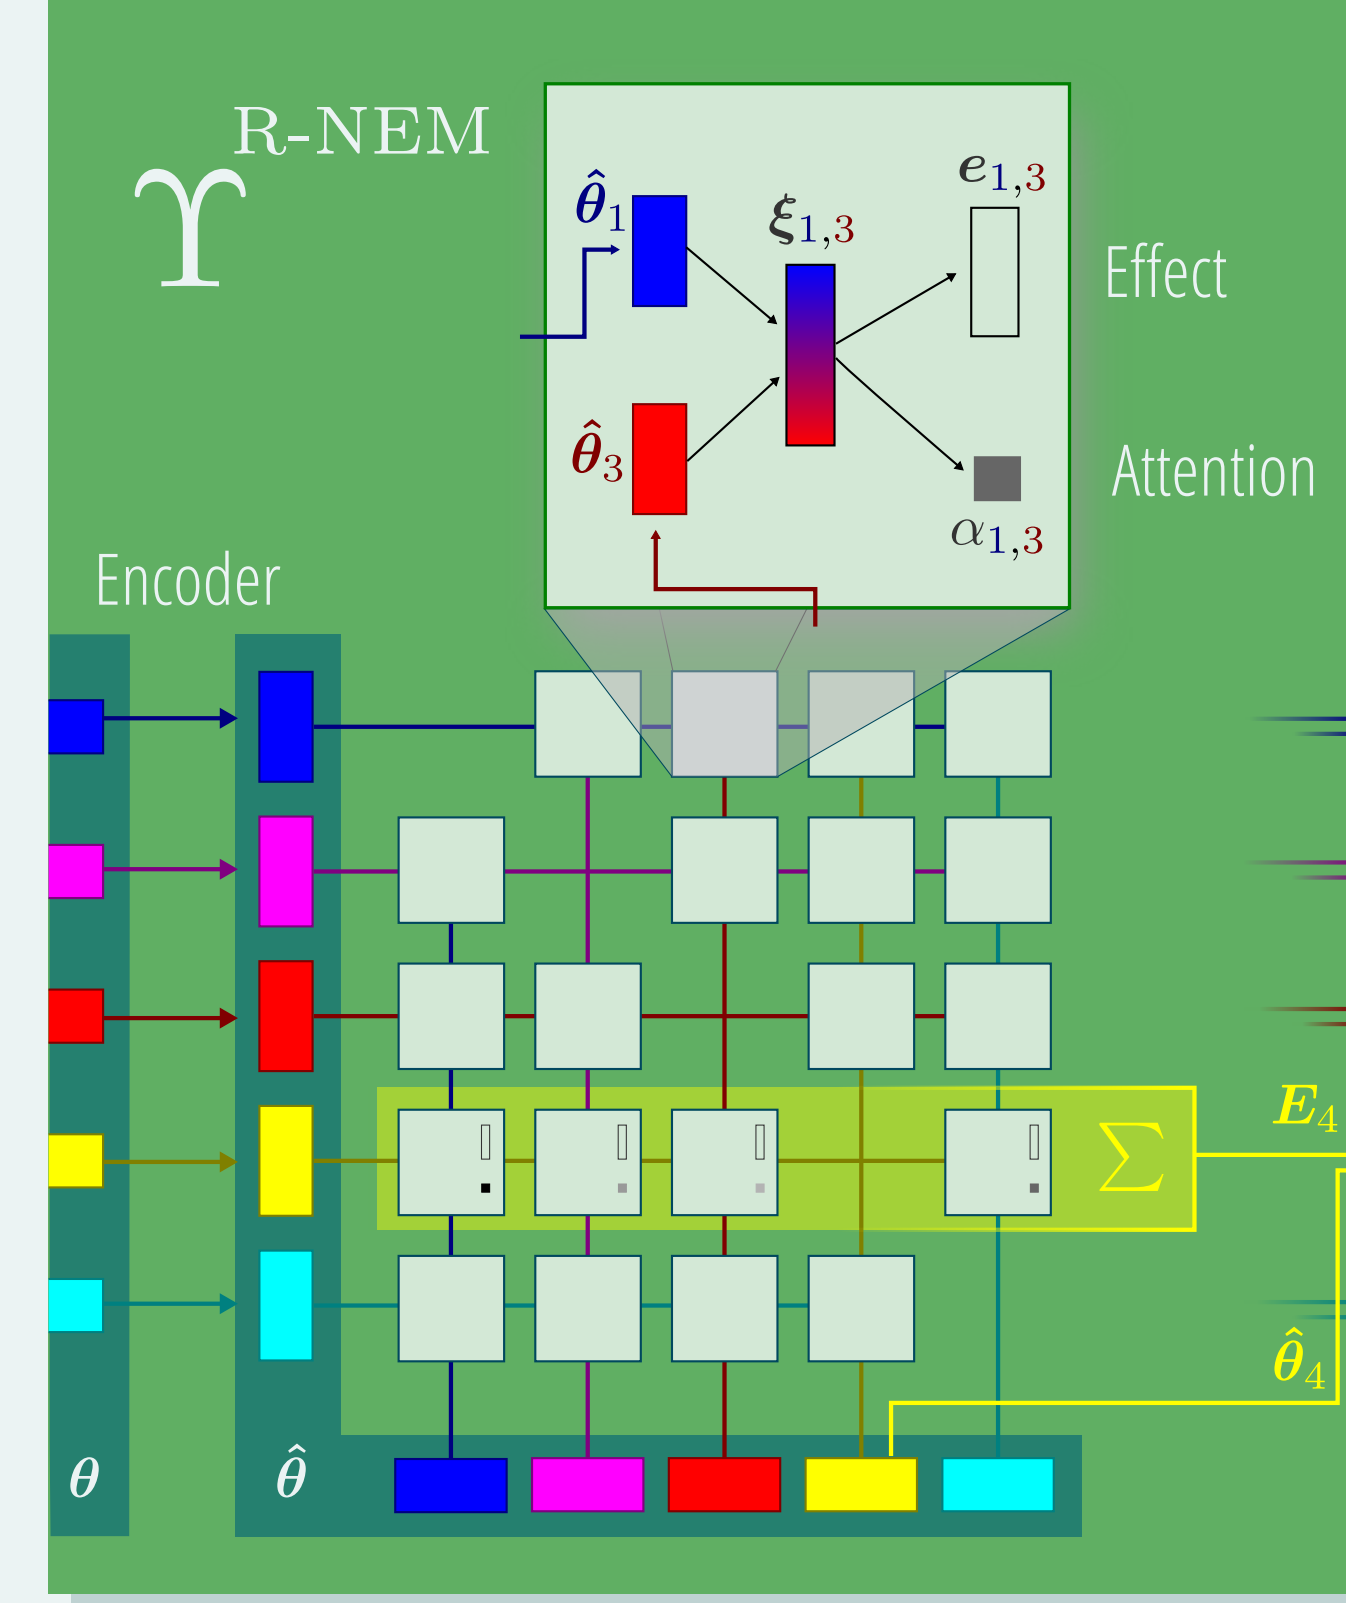 ϒ^R-NEM
θ̂₁
ξ₁,₃
e₁,₃
Effect
θ̂₃
α₁,₃
Attention
Encoder
∑
E₄
θ̂₄
θ
θ̂